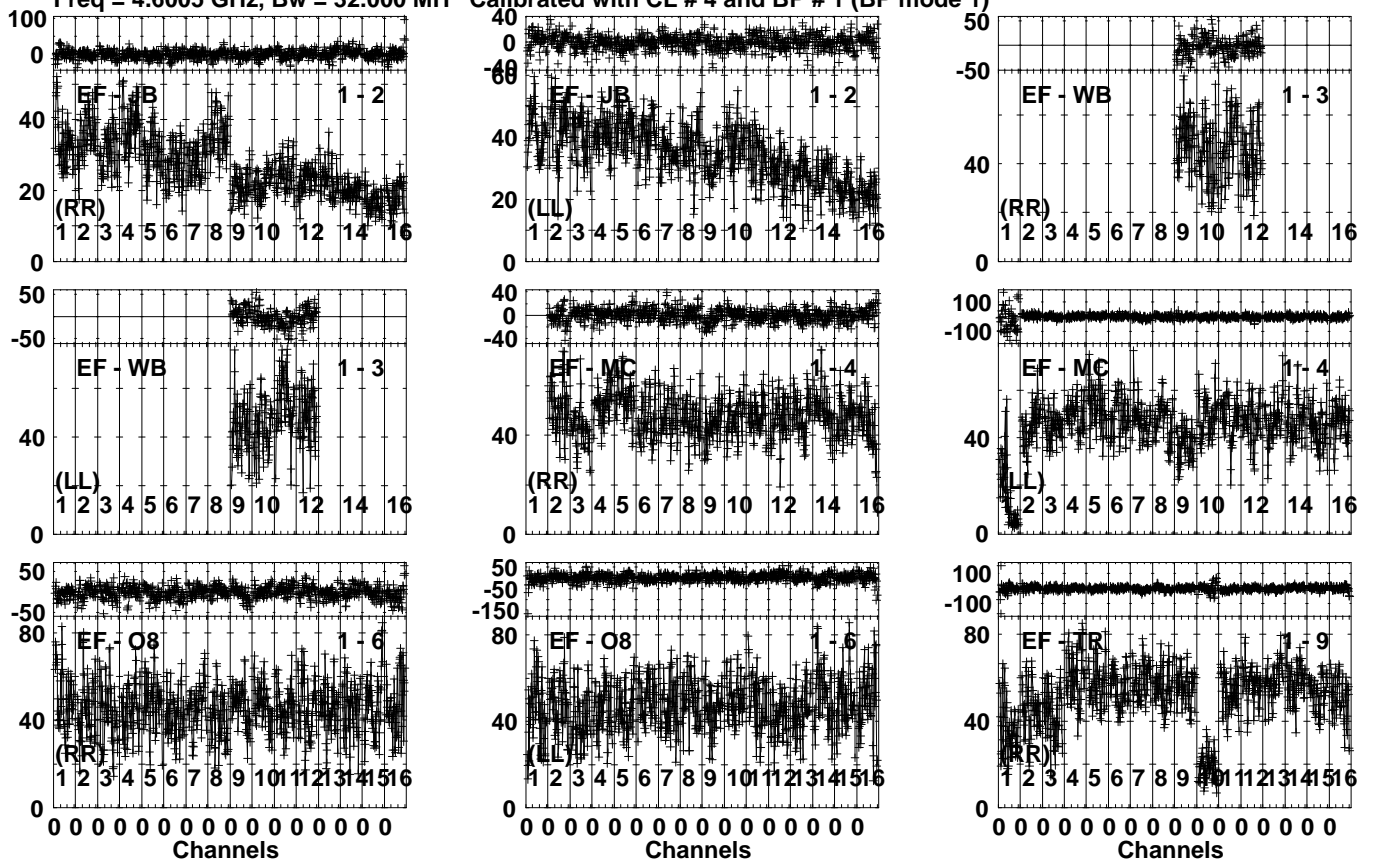 Freq = 4.6005 GHz, Bw = 32.000 MH Calibrated with CL # 4 and BP # 1 (BP mode 1)
100
0
EF - JB 1 - 2
40
20
(RR)
1 2 3 4 5 6 7 8 9 10 12 14 16
0
40
0
-40
60
EF - JB 1 - 2
40
20
(LL)
1 2 3 4 5 6 7 8 9 10 12 14 16
0
50
-50
EF - WB 1 - 3
40
(RR)
1 2 3 4 5 6 7 8 9 10 12 14 16
0
50
-50
EF - WB 1 - 3
40
(LL)
1 2 3 4 5 6 7 8 9 10 12 14 16
0
40
0
-40
EF - MC 1 - 4
40
(RR)
1 2 3 4 5 6 7 8 9 10 12 14 16
0
100
-100
EF - MC 1 - 4
40
(LL)
1 2 3 4 5 6 7 8 9 10 12 14 16
0
50
-50
80
EF - O8 1 - 6
40
(RR)
1 2 3 4 5 6 7 8 9 10 11 12 13 14 15 16
0
0 0 0 0 0 0 0 0 0 0 0 0 0 0 0 0
Channels
50
-50
-150
80
EF - O8 1 - 6
40
(LL)
1 2 3 4 5 6 7 8 9 10 11 12 13 14 15 16
0
0 0 0 0 0 0 0 0 0 0 0 0 0 0 0 0
Channels
100
-100
80
EF - TR 1 - 9
40
(RR)
1 2 3 4 5 6 7 8 9 10 11 12 13 14 15 16
0
0 0 0 0 0 0 0 0 0 0 0 0 0 0 0 0
Channels